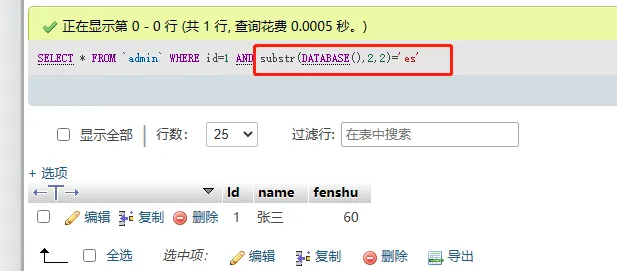 正在显示第 0 - 0 行 (共 1 行, 查询花费 0.0005 秒。)
SELECT * FROM `admin` WHERE id=1 AND substr(DATABASE(),2,2)='es'
显示全部 行数: 25 过滤行: 在表中搜索
+ 选项
←T→ Id name fenshu
编辑 复制 删除 1 张三 60
全选 选中项: 编辑 复制 删除 导出